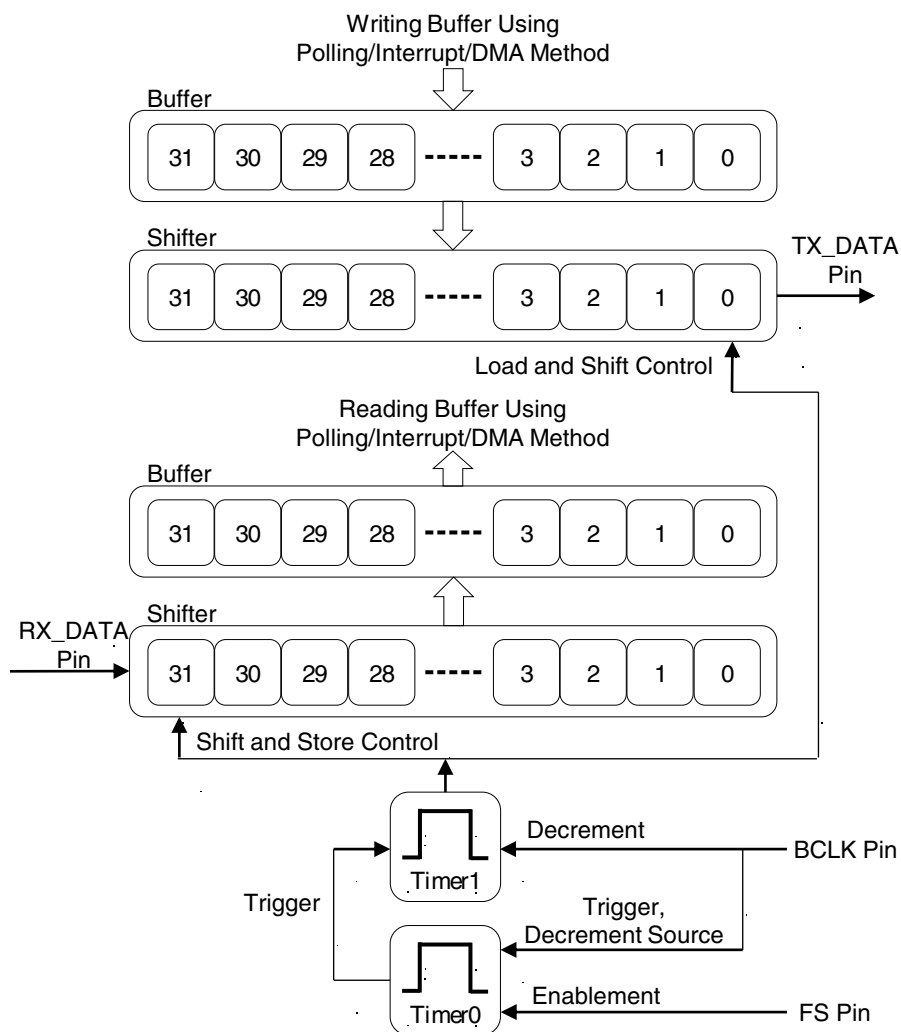 Writing Buffer Using
Polling/Interrupt/DMA Method
Buffer
31 30 29 28 ----- 3 2 1 0
Shifter
31 30 29 28 ----- 3 2 1 0
TX_DATA
Pin
Load and Shift Control
Reading Buffer Using
Polling/Interrupt/DMA Method
Buffer
31 30 29 28 ----- 3 2 1 0
Shifter
RX_DATA
Pin
31 30 29 28 ----- 3 2 1 0
Shift and Store Control
Decrement
BCLK Pin
Timer1
Trigger
Trigger,
Decrement Source
Enablement
FS Pin
Timer0